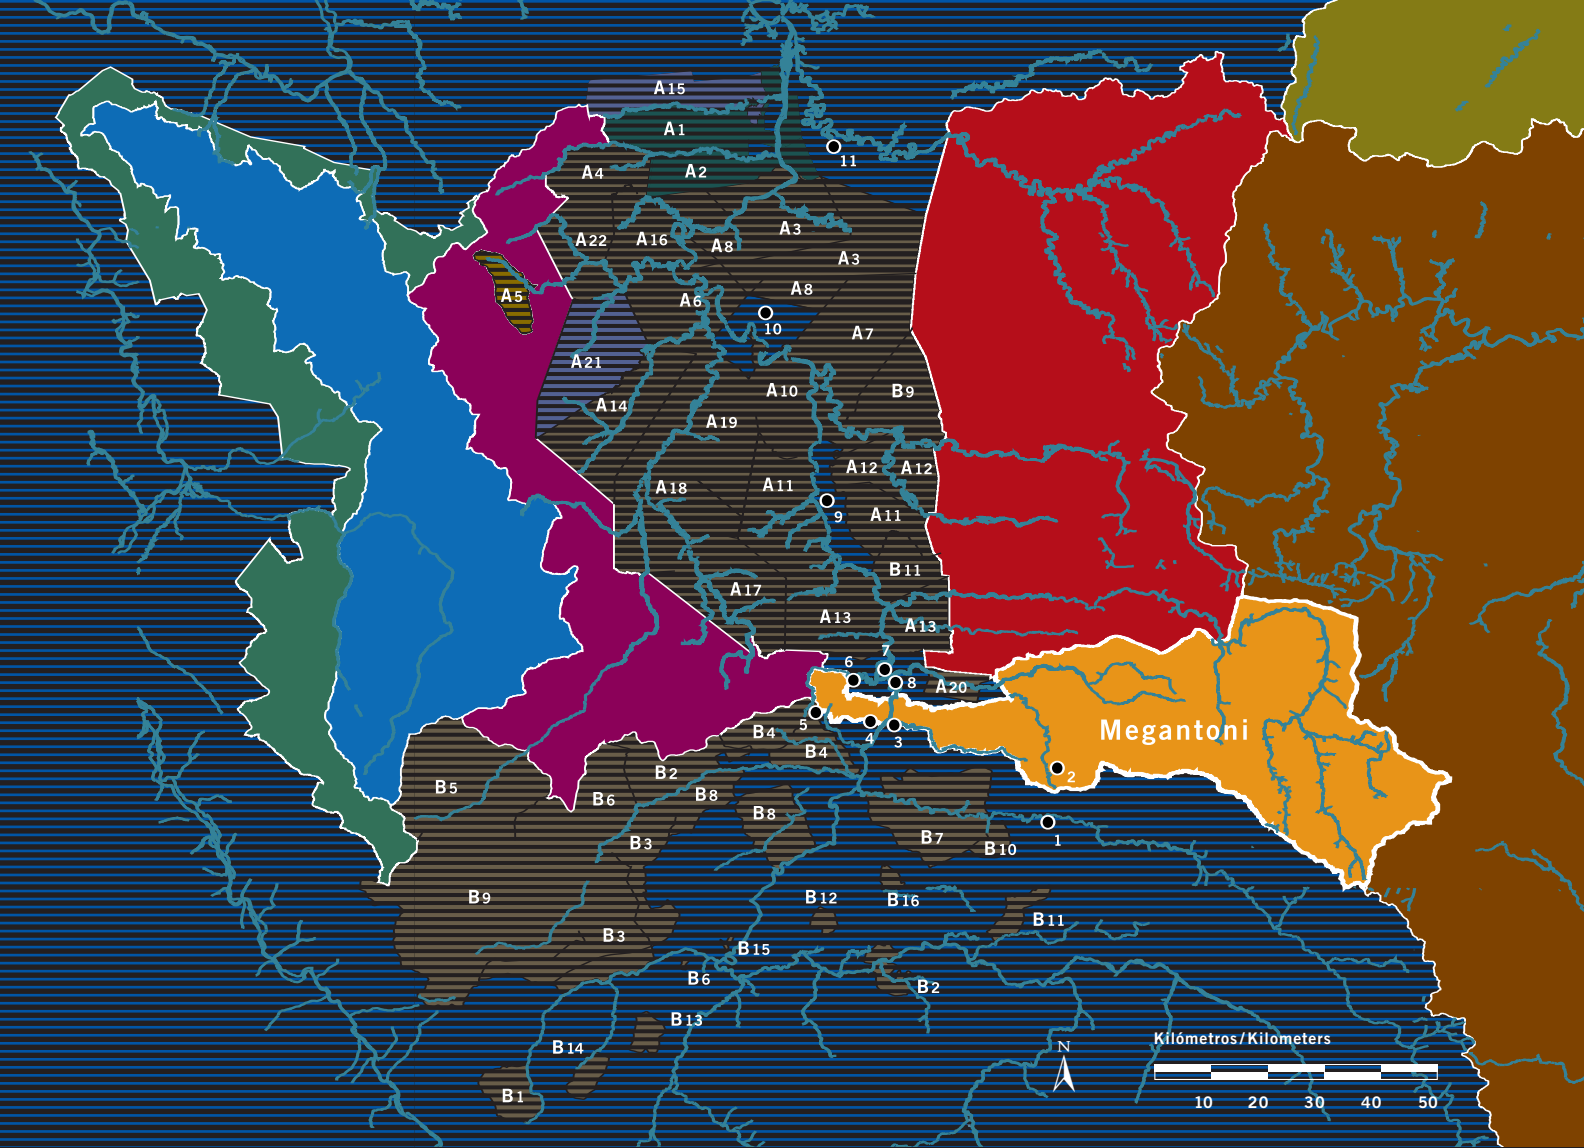 A15
A1
11
A4
A2
A22
A16
A8
A3
A3
A5
A6
A8
10
A7
A21
A14
A10
B9
A19
A12
A12
A18
A11
9
A11
B11
A17
A13
A13
7
6
8
A20
5
4
3
B4
Megantoni
B4
B2
2
B5
B6
B8
B8
B3
B7
B10
1
B9
B12
B16
B11
B3
B15
B6
B2
B13
B14
N
Kilómetros/Kilometers
B1
10 20 30 40 50